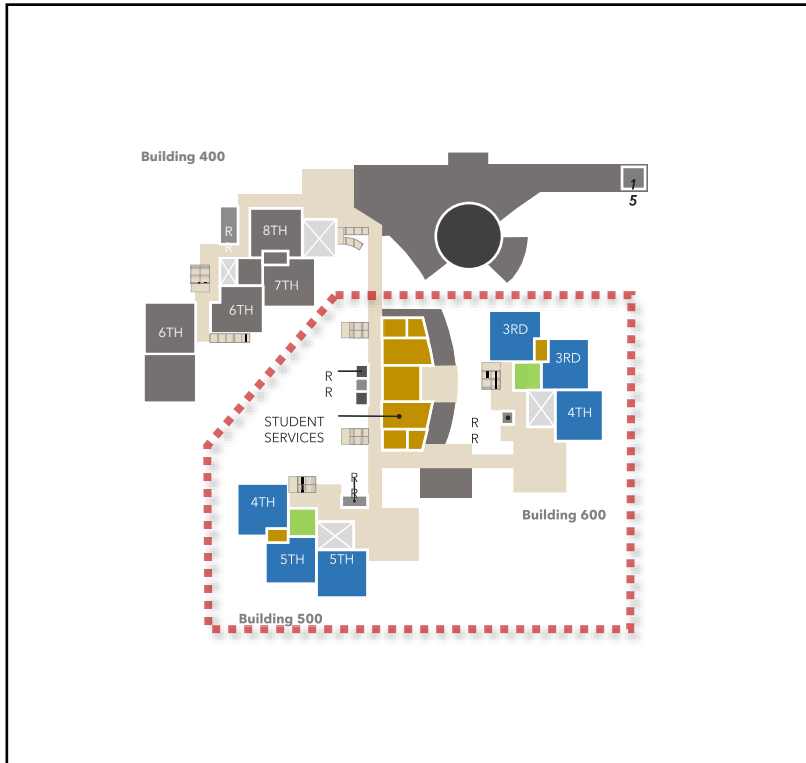 Building 400
1
5
R
R
8TH
7TH
6TH
6TH
3RD
3RD
4TH
R
R
STUDENT
SERVICES
R
R
R
R
4TH
5TH
5TH
Building 600
Building 500